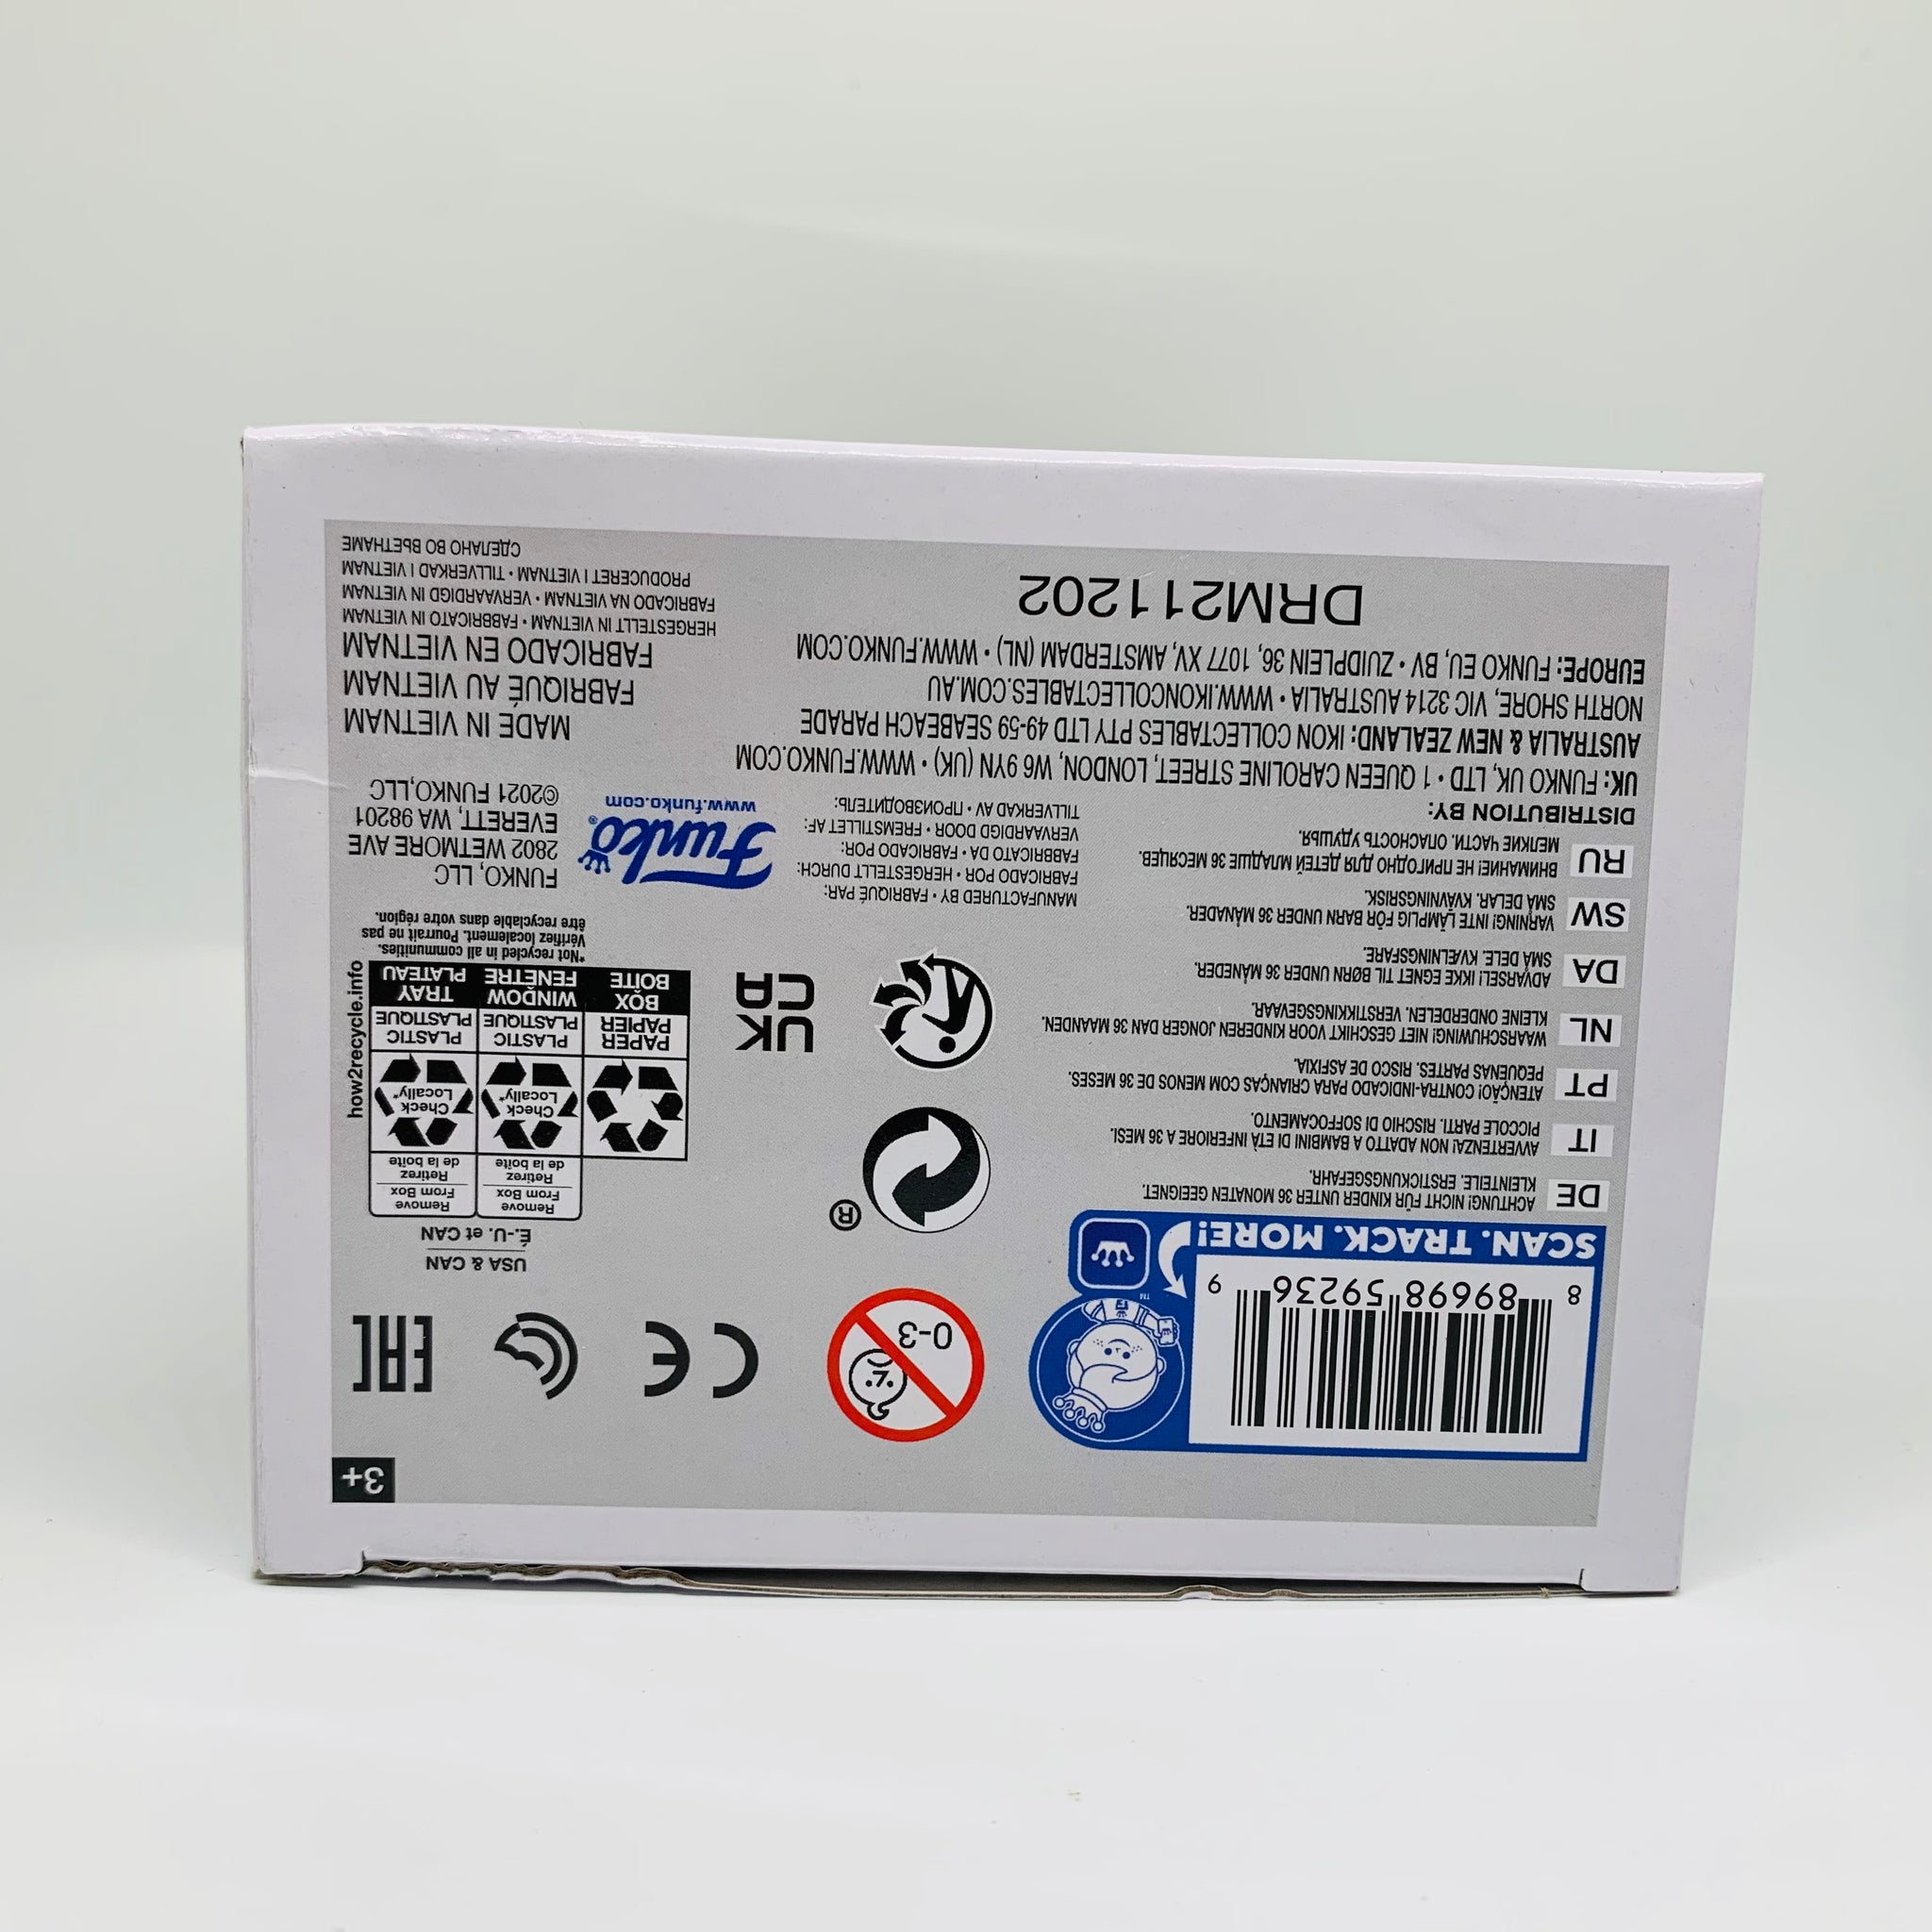 3+
8 89698 59236 9
SCAN. TRACK. MORE!
TM
0-3
CE
EAC
USA & CAN
É.-U. et CAN
Remove
From Box
Retirez
de la boîte
Remove
From Box
Retirez
de la boîte
Check
Locally*
Check
Locally*
PAPER
PAPIER
BOX
BOÎTE
PLASTIC
PLASTIQUE
WINDOW
FENÊTRE
PLASTIC
PLASTIQUE
TRAY
PLATEAU
how2recycle.info
*Not recycled in all communities.
Vérifiez localement. Pourrait ne pas
être recyclable dans votre région.
®
UK
CA
DE
ACHTUNG! NICHT FÜR KINDER UNTER 36 MONATEN GEEIGNET.
KLEINTEILE. ERSTICKUNGSGEFAHR.
IT
AVVERTENZA! NON ADATTO A BAMBINI DI ETÀ INFERIORE A 36 MESI.
PICCOLE PARTI. RISCHIO DI SOFFOCAMENTO.
PT
ATENÇÃO! CONTRA-INDICADO PARA CRIANÇAS COM MENOS DE 36 MESES.
PEQUENAS PARTES. RISCO DE ASFIXIA.
NL
WAARSCHUWING! NIET GESCHIKT VOOR KINDEREN JONGER DAN 36 MAANDEN.
KLEINE ONDERDELEN. VERSTIKKINGSGEVAAR.
DA
ADVARSEL! IKKE EGNET TIL BØRN UNDER 36 MÅNEDER.
SMÅ DELE. KVÆLNINGSFARE.
SW
VARNING! INTE LÄMPLIG FÖR BARN UNDER 36 MÅNADER.
SMÅ DELAR. KVÄVNINGSRISK.
RU
ВНИМАНИЕ! НЕ ПРИГОДНО ДЛЯ ДЕТЕЙ МЛАДШЕ 36 МЕСЯЦЕВ.
МЕЛКИЕ ЧАСТИ. ОПАСНОСТЬ УДУШЬЯ.
MANUFACTURED BY • FABRIQUÉ PAR:
FABRICADO POR • HERGESTELLT DURCH:
FABBRICATO DA • FABRICADO POR:
VERVAARDIGD DOOR • FREMSTILLET AF:
TILLVERKAD AV • ПРОИЗВОДИТЕЛЬ:
Funko®
www.funko.com
FUNKO, LLC
2802 WETMORE AVE
EVERETT, WA 98201
©2021 FUNKO,LLC
DISTRIBUTION BY:
UK: FUNKO UK, LTD • 1 QUEEN CAROLINE STREET, LONDON, W6 9YN (UK) • WWW.FUNKO.COM
AUSTRALIA & NEW ZEALAND: IKON COLLECTABLES PTY LTD 49-59 SEABEACH PARADE
NORTH SHORE, VIC 3214 AUSTRALIA • WWW.IKONCOLLECTABLES.COM.AU
EUROPE: FUNKO EU, BV • ZUIDPLEIN 36, 1077 XV, AMSTERDAM (NL) • WWW.FUNKO.COM
DRM211202
MADE IN VIETNAM
FABRIQUÉ AU VIETNAM
FABRICADO EN VIETNAM
HERGESTELLT IN VIETNAM • FABBRICATO IN VIETNAM
FABRICADO NA VIETNAM • VERVAARDIGD IN VIETNAM
PRODUCERET I VIETNAM • TILLVERKAD I VIETNAM
СДЕЛАНО ВО ВЬЕТНАМЕ